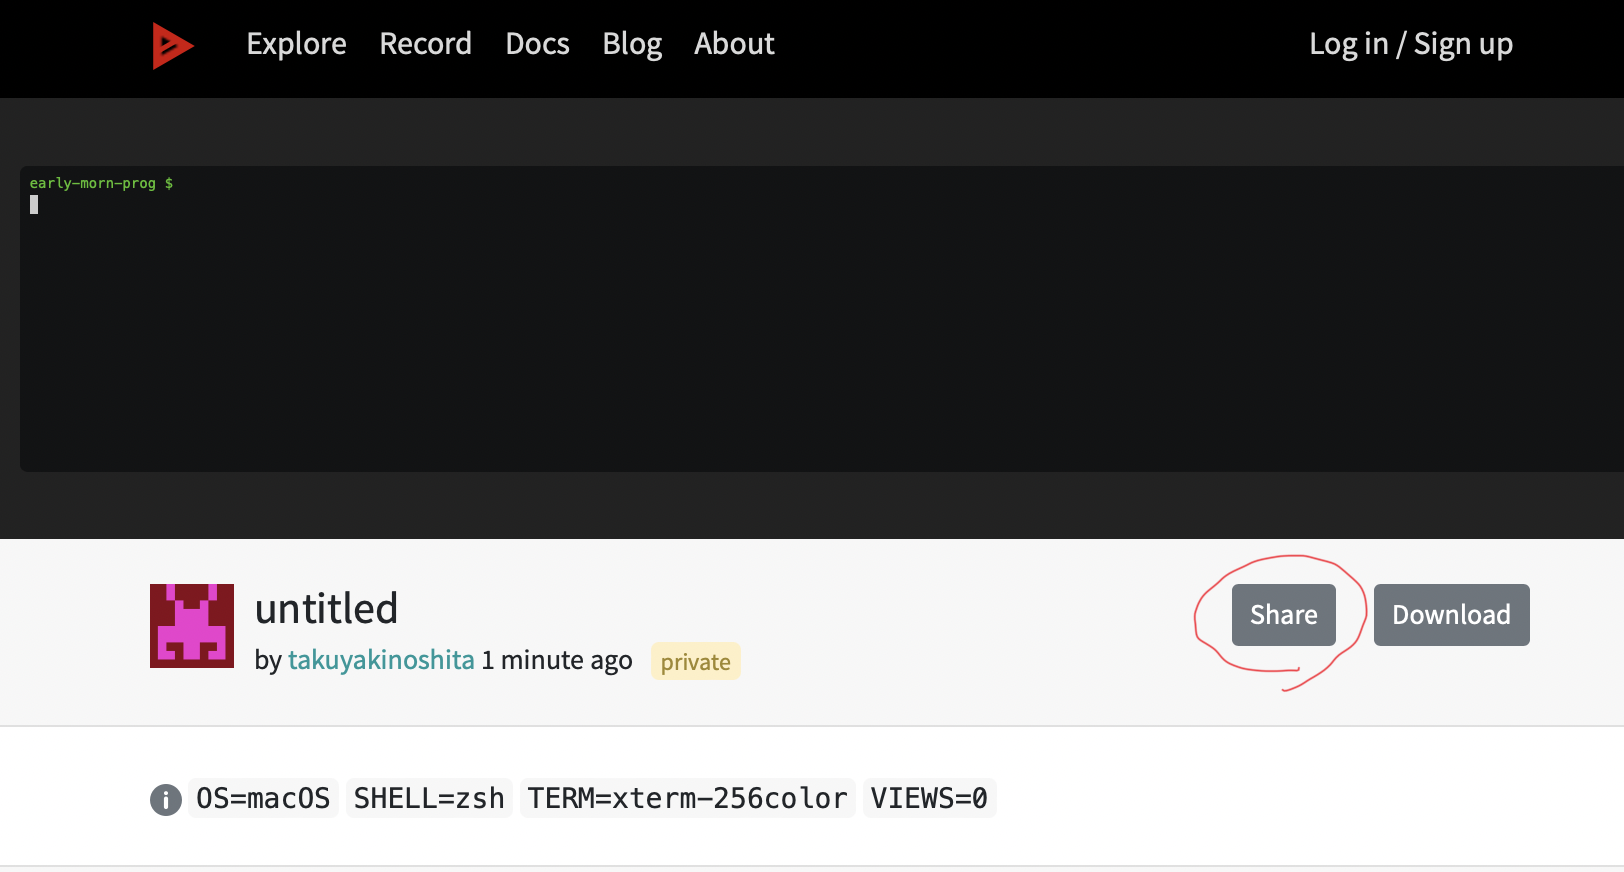 Explore Record Docs Blog About Log in / Sign up
early-morn-prog $
untitled
by takuyakinoshita 1 minute ago private
Share Download
OS=macOS SHELL=zsh TERM=xterm-256color VIEWS=0